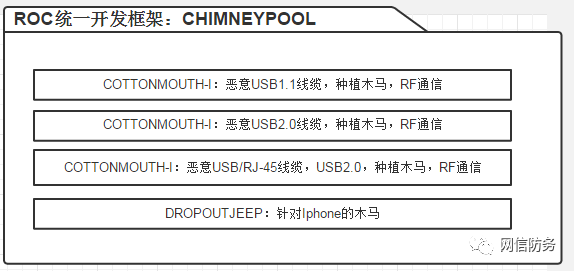 ROC统一开发框架：CHIMNEYPOOL
COTTONMOUTH-I：恶意USB1.1线缆，种植木马，RF通信
COTTONMOUTH-I：恶意USB2.0线缆，种植木马，RF通信
COTTONMOUTH-I：恶意USB/RJ-45线缆，USB2.0，种植木马，RF通信
DROPOUTJEEP：针对Iphone的木马
网信防务